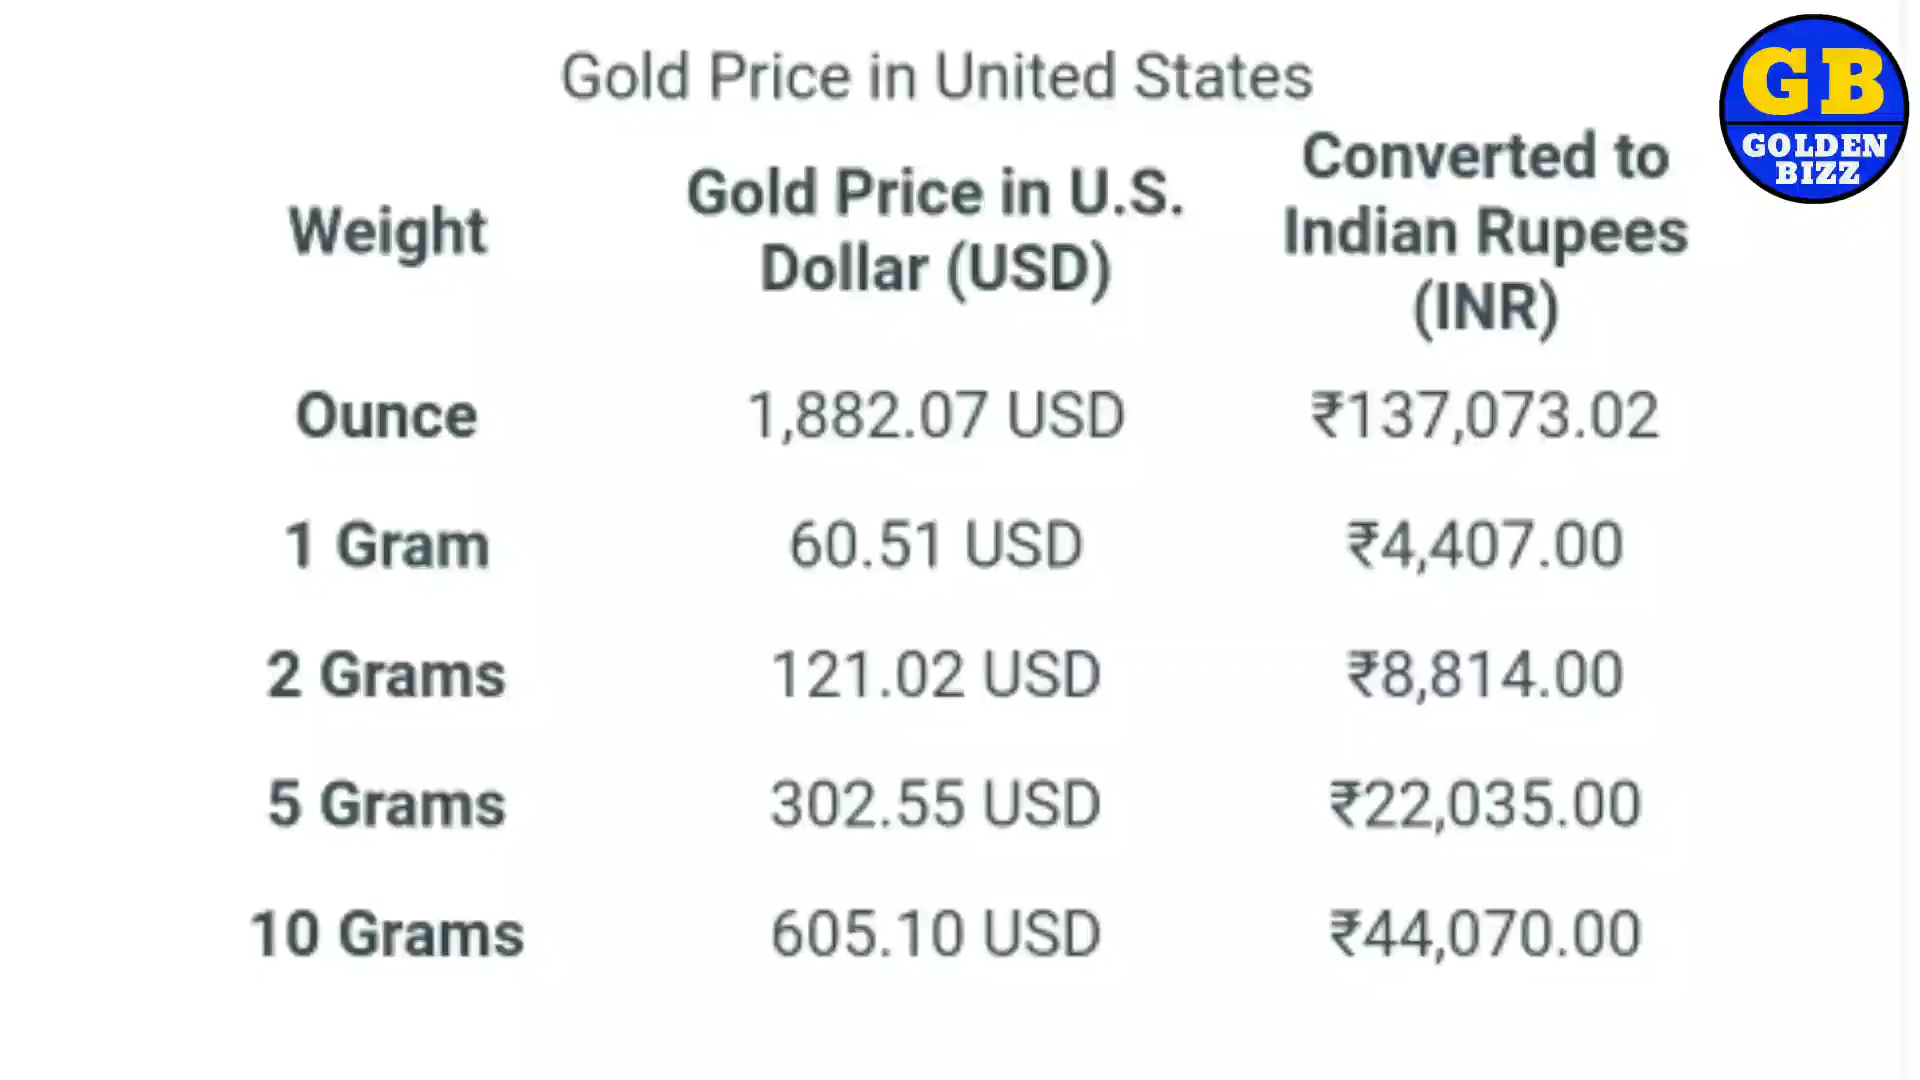 Gold Price in United States
GB
GOLDEN
BIZZ
Weight
Gold Price in U.S.
Dollar (USD)
Converted to
Indian Rupees
(INR)
Ounce 1,882.07 USD ₹137,073.02
1 Gram 60.51 USD ₹4,407.00
2 Grams 121.02 USD ₹8,814.00
5 Grams 302.55 USD ₹22,035.00
10 Grams 605.10 USD ₹44,070.00